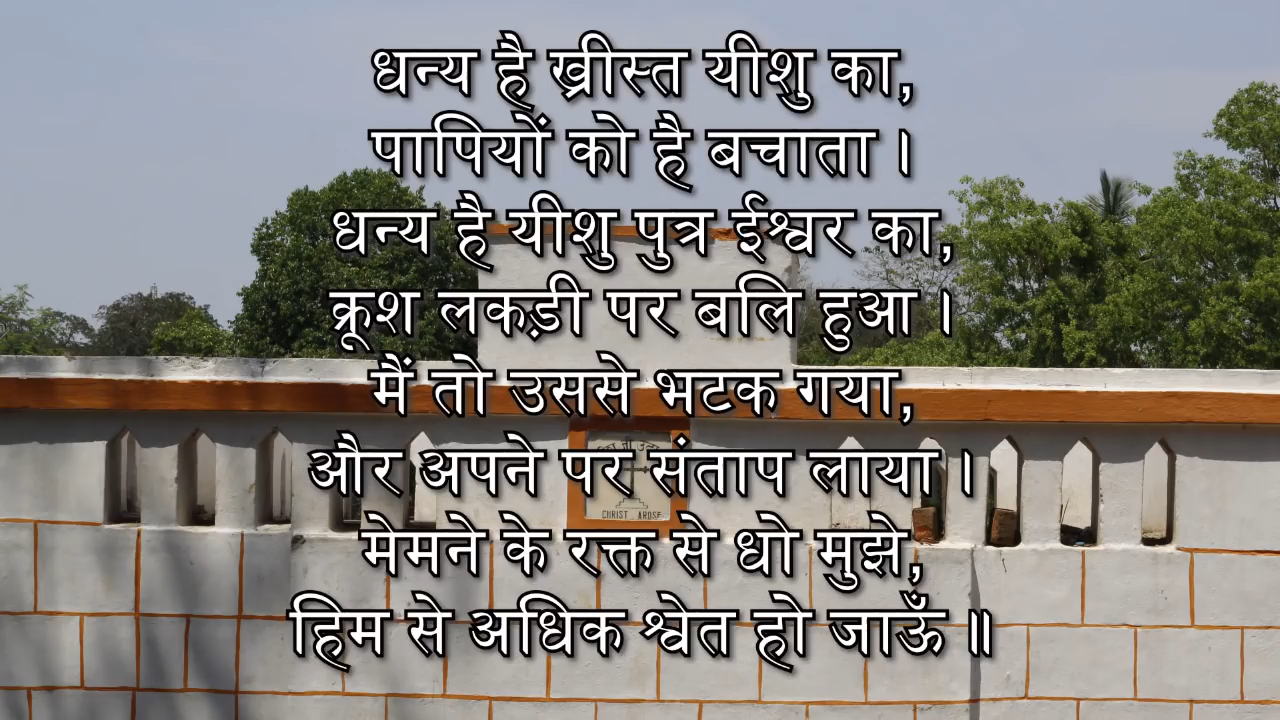 धन्य है ख्रीस्त यीशु का,
पापियों को है बचाता ।
धन्य है यीशु पुत्र ईश्वर का,
क्रूश लकड़ी पर बलि हुआ ।
मैं तो उससे भटक गया,
और अपने पर संताप लाया ।
मेमने के रक्त से धो मुझे,
हिम से अधिक श्वेत हो जाऊँ ॥
CHRIST AROSE